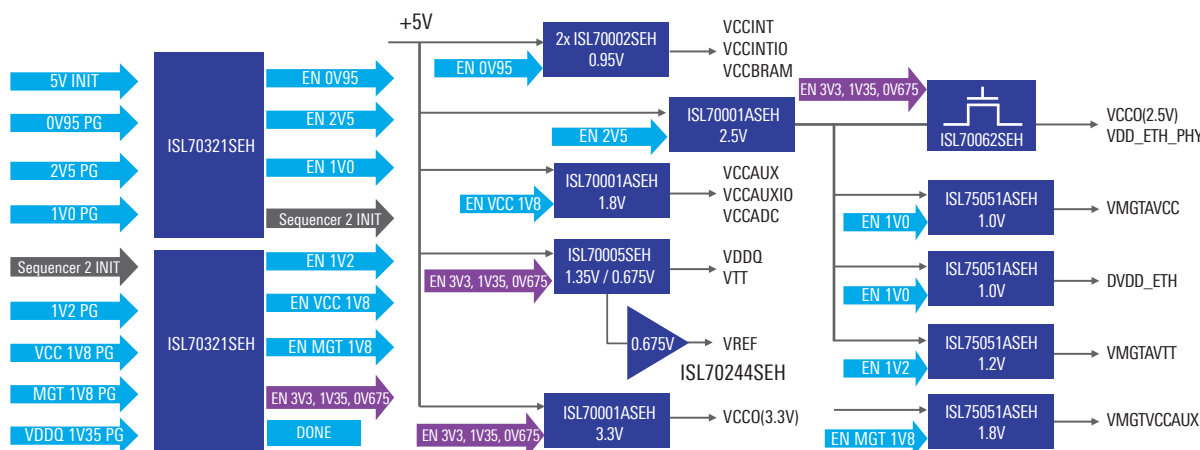 5V INIT
0V95 PG
2V5 PG
1V0 PG
ISL70321SEH
EN 0V95
EN 2V5
EN 1V0
Sequencer 2 INIT
Sequencer 2 INIT
1V2 PG
VCC 1V8 PG
MGT 1V8 PG
VDDQ 1V35 PG
ISL70321SEH
EN 1V2
EN VCC 1V8
EN MGT 1V8
EN 3V3, 1V35, 0V675
DONE
+5V
EN 0V95
2x ISL70002SEH
0.95V
VCCINT
VCCINTIO
VCCBRAM
EN 2V5
ISL70001ASEH
2.5V
EN VCC 1V8
ISL70001ASEH
1.8V
VCCAUX
VCCAUXIO
VCCADC
EN 3V3, 1V35, 0V675
ISL70005SEH
1.35V / 0.675V
VDDQ
VTT
0.675V
VREF
ISL70244SEH
EN 3V3, 1V35, 0V675
ISL70001ASEH
3.3V
VCCO(3.3V)
EN 3V3, 1V35, 0V675
ISL70062SEH
VCCO(2.5V)
VDD_ETH_PHY
EN 1V0
ISL75051ASEH
1.0V
VMGTAVCC
EN 1V0
ISL75051ASEH
1.0V
DVDD_ETH
EN 1V2
ISL75051ASEH
1.2V
VMGTAVTT
EN MGT 1V8
ISL75051ASEH
1.8V
VMGTVCCAUX